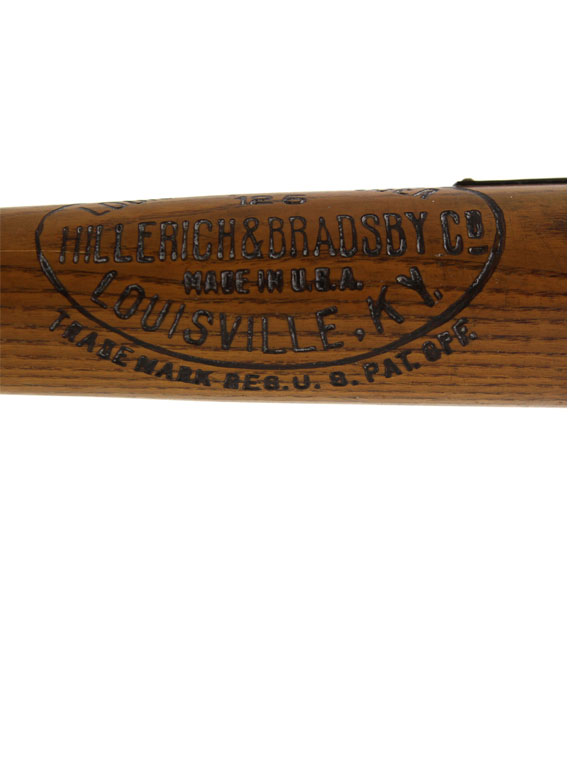 125
HILLERICH & BRADSBY CO
MADE IN U.S.A.
LOUISVILLE, KY.
TRADE MARK REG. U. S. PAT. OFF.